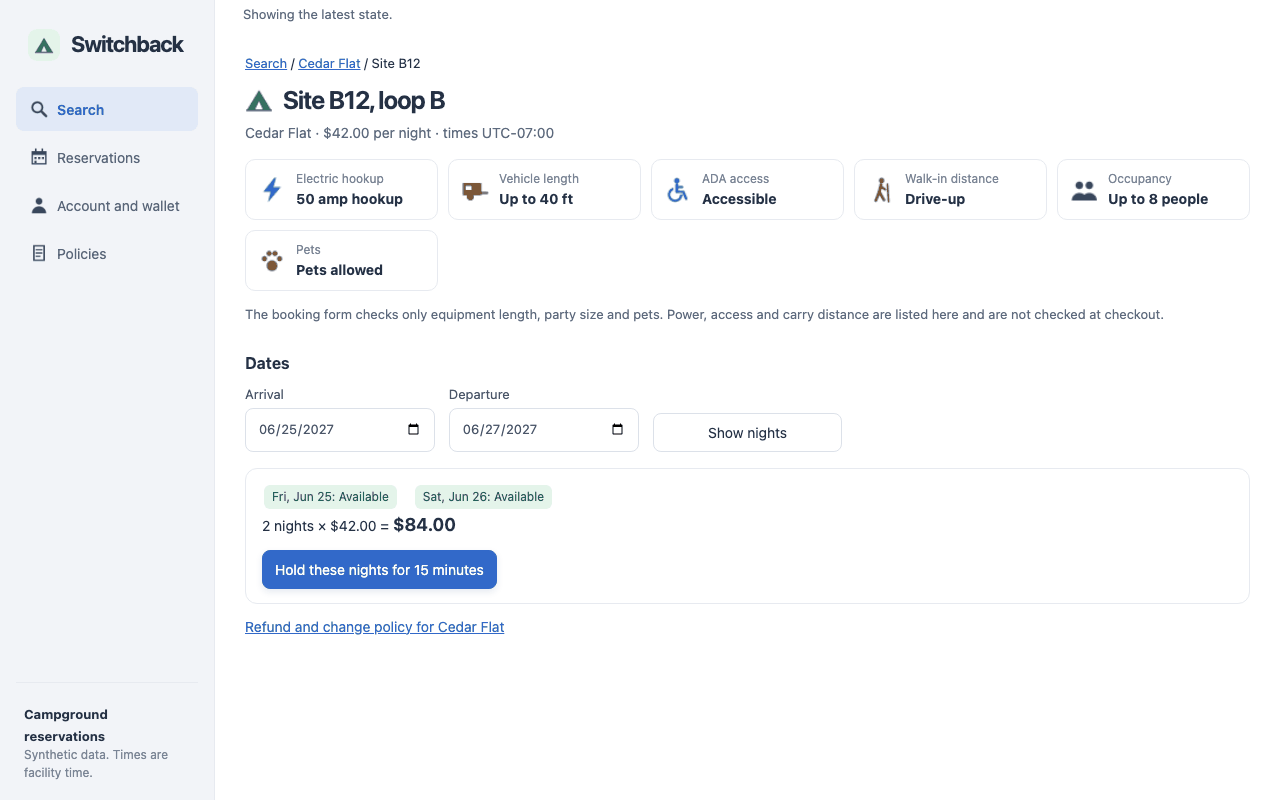 Switchback
Search
Reservations
Account and wallet
Policies
Campground
reservations
Synthetic data. Times are
facility time.
Showing the latest state.
Search / Cedar Flat / Site B12
Site B12, loop B
Cedar Flat · $42.00 per night · times UTC-07:00
Electric hookup
50 amp hookup
Vehicle length
Up to 40 ft
ADA access
Accessible
Walk-in distance
Drive-up
Occupancy
Up to 8 people
Pets
Pets allowed
The booking form checks only equipment length, party size and pets. Power, access and carry distance are listed here and are not checked at checkout.
Dates
Arrival
06/25/2027
Departure
06/27/2027
Show nights
Fri, Jun 25: Available
Sat, Jun 26: Available
2 nights × $42.00 = $84.00
Hold these nights for 15 minutes
Refund and change policy for Cedar Flat